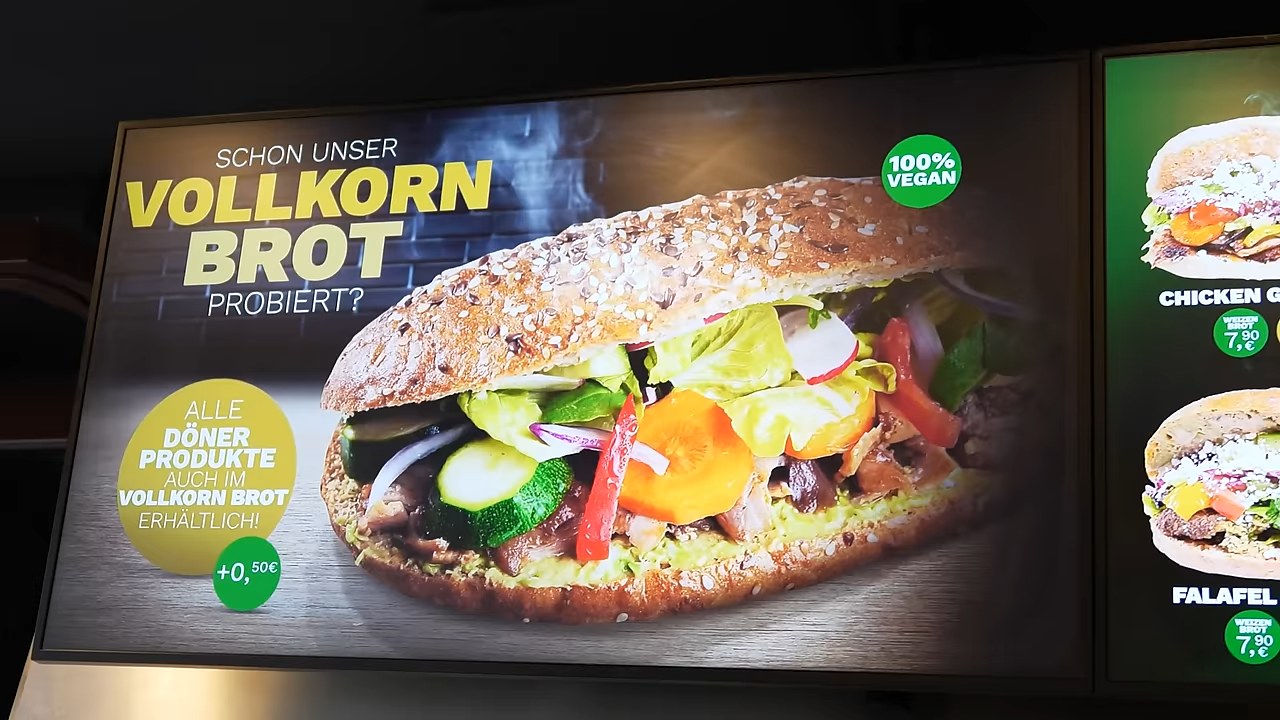 SCHON UNSER
VOLLKORN
BROT
PROBIERT?
100%
VEGAN
ALLE
DÖNER
PRODUKTE
AUCH IM
VOLLKORN BROT
ERHÄLTLICH!
+0,50€
CHICKEN G
WEIZEN
BROT
7,90
€
FALAFEL
WEIZEN
BROT
7,90
€